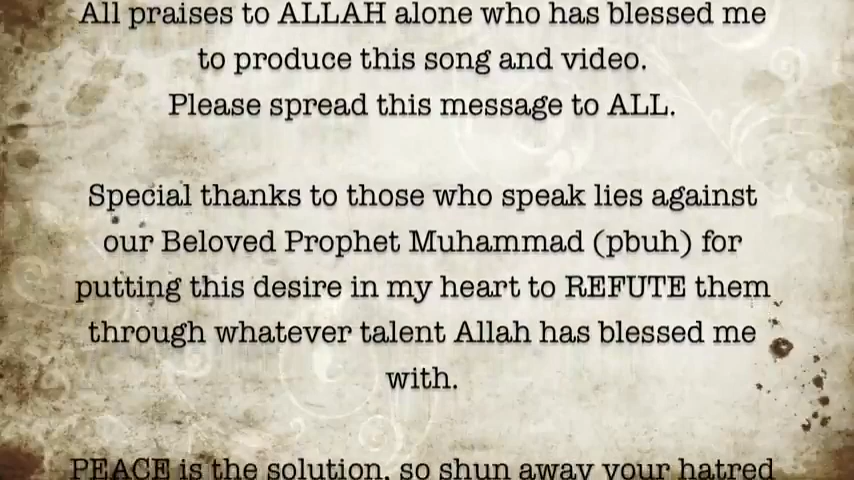 All praises to ALLAH alone who has blessed me
to produce this song and video.
Please spread this message to ALL.
Special thanks to those who speak lies against
our Beloved Prophet Muhammad (pbuh) for
putting this desire in my heart to REFUTE them
through whatever talent Allah has blessed me
with.
PEACE is the solution, so shun away your hatred